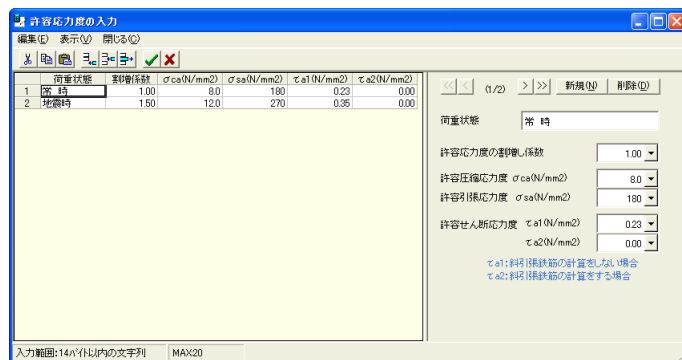 許容応力度の入力
編集(E) 表示(V) 閉じる(C)
荷重状態 割増係数 σca(N/mm2) σsa(N/mm2) τa1(N/mm2) τa2(N/mm2)
1 常 時 1.00 8.0 180 0.23 0.00
2 地震時 1.50 12.0 270 0.35 0.00
<< < (1/2) > >> 新規(N) 削除(D)
荷重状態 常 時
許容応力度の割増し係数 1.00
許容圧縮応力度 σca(N/mm2) 8.0
許容引張応力度 σsa(N/mm2) 180
許容せん断応力度 τa1(N/mm2) 0.23
τa2(N/mm2) 0.00
τa1:斜引張鉄筋の計算をしない場合
τa2:斜引張鉄筋の計算をする場合
入力範囲:14バイト以内の文字列 MAX20